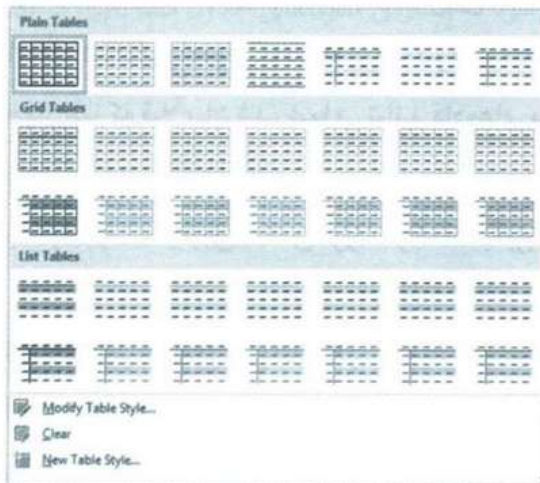 Plain Tables
Grid Tables
List Tables
Modify Table Style...
Clear
New Table Style...